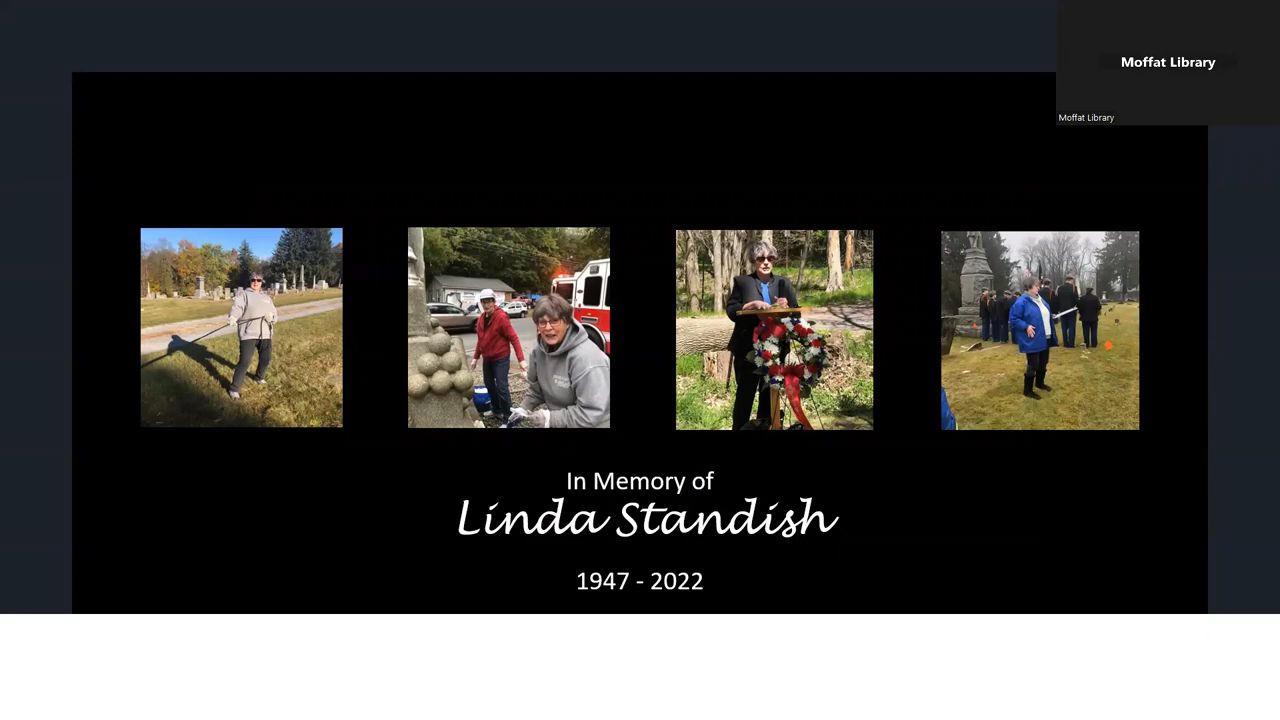 Moffat Library
Moffat Library
In Memory of
Linda Standish
1947 - 2022